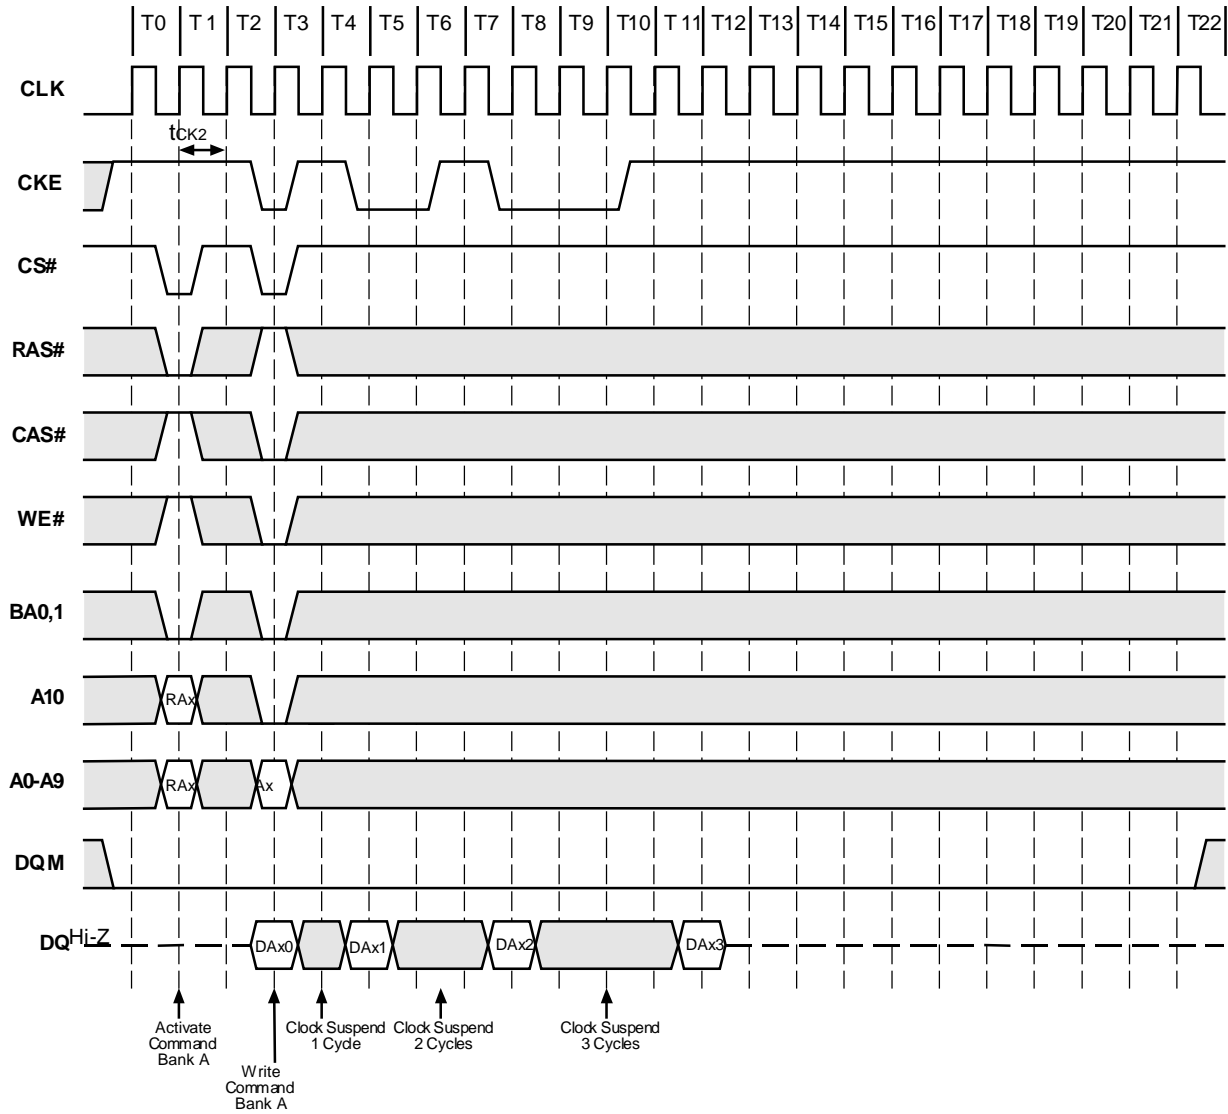 T0 T 1 T2 T3 T4 T5 T6 T7 T8 T9 T10 T 11 T12 T13 T14 T15 T16 T17 T18 T19 T20 T21 T22
CLK
tCK2
CKE
CS#
RAS#
CAS#
WE#
BA0,1
A10 RAx
A0-A9 RAx Ax
DQM
DQ Hi-Z DAx0 DAx1 DAx2 DAx3
Activate
Command
Bank A
Write
Command
Bank A
Clock Suspend
1 Cycle
Clock Suspend
2 Cycles
Clock Suspend
3 Cycles